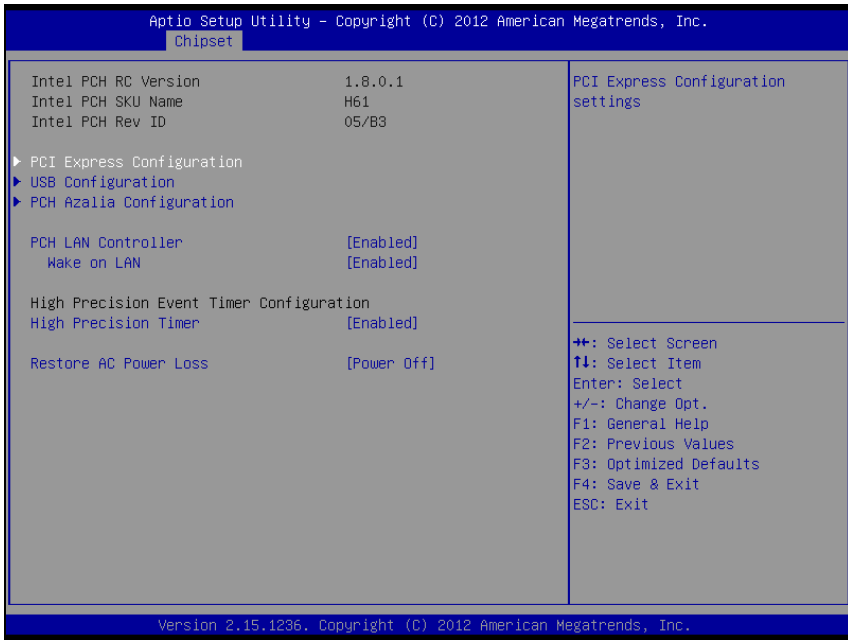 Aptio Setup Utility – Copyright (C) 2012 American Megatrends, Inc.
Chipset
Intel PCH RC Version 1.8.0.1
Intel PCH SKU Name H61
Intel PCH Rev ID 05/B3
PCI Express Configuration
USB Configuration
PCH Azalia Configuration
PCH LAN Controller [Enabled]
Wake on LAN [Enabled]
High Precision Event Timer Configuration
High Precision Timer [Enabled]
Restore AC Power Loss [Power Off]
PCI Express Configuration
settings
→←: Select Screen
↑↓: Select Item
Enter: Select
+/-: Change Opt.
F1: General Help
F2: Previous Values
F3: Optimized Defaults
F4: Save & Exit
ESC: Exit
Version 2.15.1236. Copyright (C) 2012 American Megatrends, Inc.